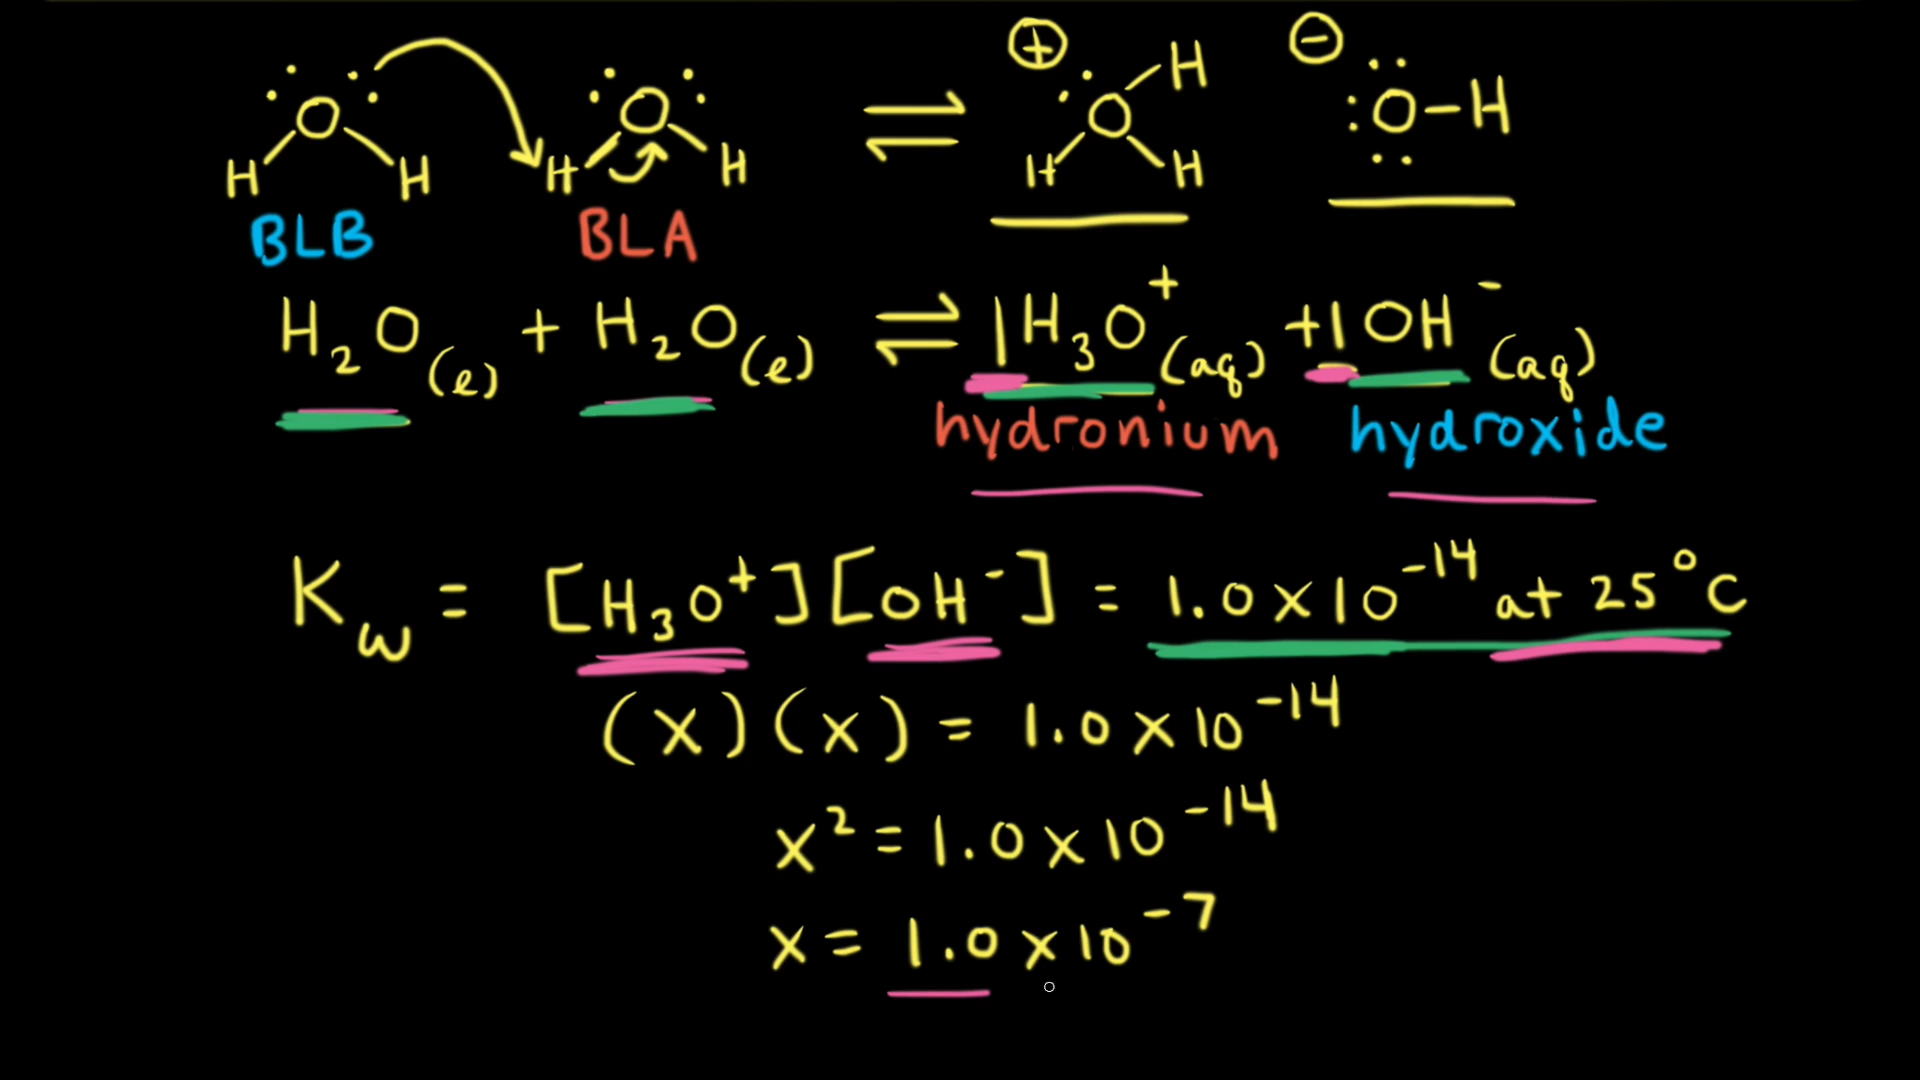 H O H H O H ⇌ ⊕ H O H H ⊖ O-H
BLB BLA
H₂O(l) + H₂O(l) ⇌ 1H₃O⁺(aq) + 1OH⁻(aq)
hydronium hydroxide
Kw = [H₃O⁺][OH⁻] = 1.0 x 10⁻¹⁴ at 25°C
(x)(x) = 1.0 x 10⁻¹⁴
x² = 1.0 x 10⁻¹⁴
x = 1.0 x 10⁻⁷